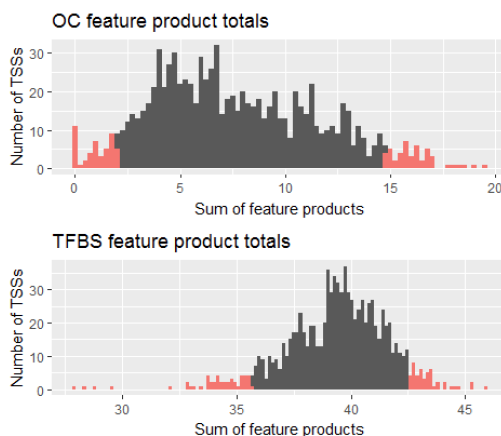 OC feature product totals
30
20
10
0
Number of TSSs
0 5 10 15 20
Sum of feature products
TFBS feature product totals
30
20
10
0
Number of TSSs
30 35 40 45
Sum of feature products